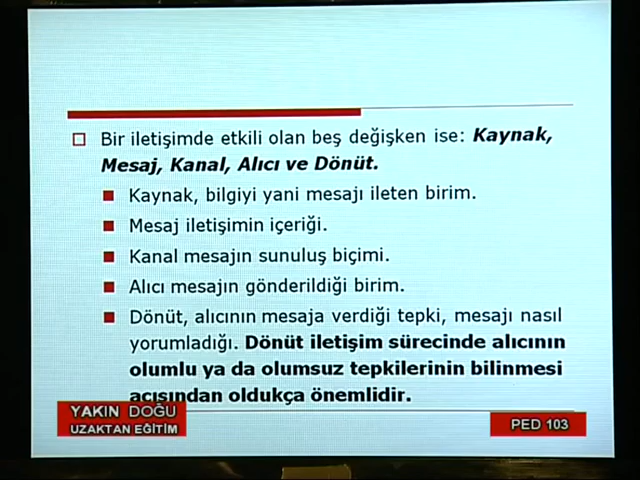 Bir iletişimde etkili olan beş değişken ise: Kaynak,
Mesaj, Kanal, Alıcı ve Dönüt.
Kaynak, bilgiyi yani mesajı ileten birim.
Mesaj iletişimin içeriği.
Kanal mesajın sunuluş biçimi.
Alıcı mesajın gönderildiği birim.
Dönüt, alıcının mesaja verdiği tepki, mesajı nasıl
yorumladığı. Dönüt iletişim sürecinde alıcının
olumlu ya da olumsuz tepkilerinin bilinmesi
açısından oldukça önemlidir.
YAKIN DOĞU
UZAKTAN EĞİTİM
PED 103